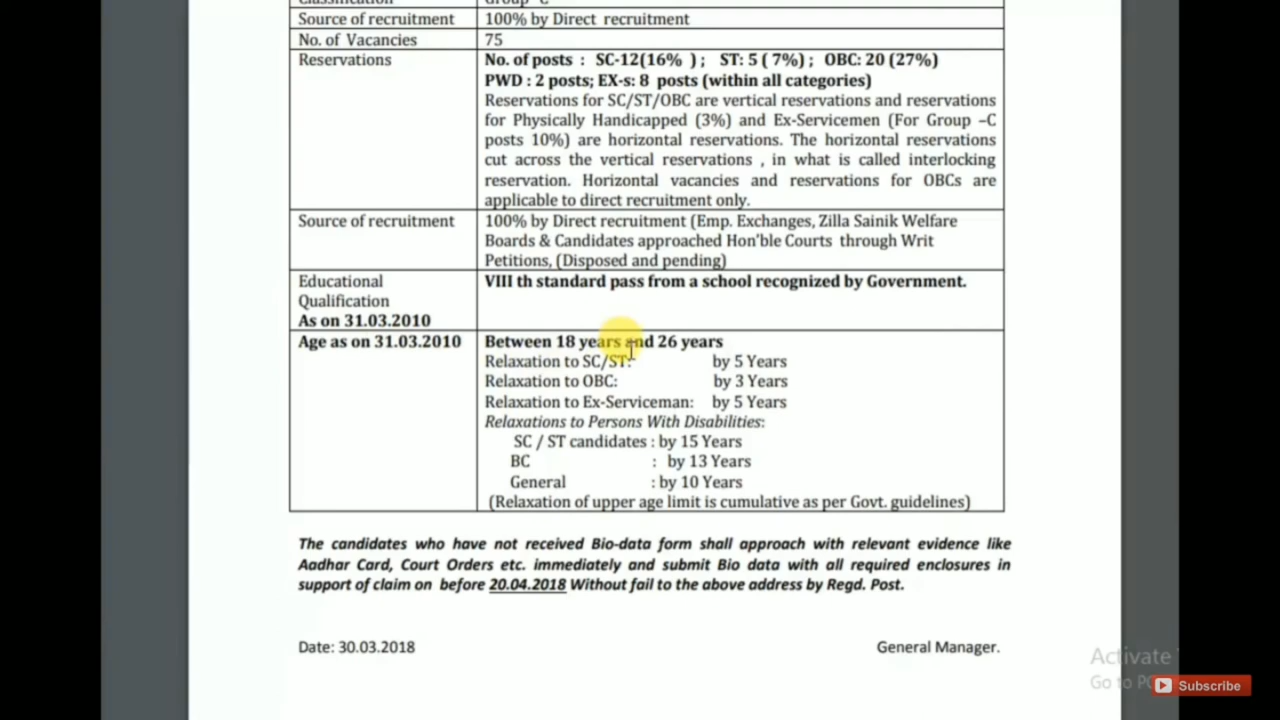 Source of recruitment 100% by Direct recruitment
No. of Vacancies 75
Reservations No. of posts : SC-12(16% ) ; ST: 5 ( 7%) ; OBC: 20 (27%)
PWD : 2 posts; EX-s: 8 posts (within all categories)
Reservations for SC/ST/OBC are vertical reservations and reservations
for Physically Handicapped (3%) and Ex-Servicemen (For Group –C
posts 10%) are horizontal reservations. The horizontal reservations
cut across the vertical reservations , in what is called interlocking
reservation. Horizontal vacancies and reservations for OBCs are
applicable to direct recruitment only.
Source of recruitment 100% by Direct recruitment (Emp. Exchanges, Zilla Sainik Welfare
Boards & Candidates approached Hon'ble Courts through Writ
Petitions, (Disposed and pending)
Educational VIII th standard pass from a school recognized by Government.
Qualification
As on 31.03.2010
Age as on 31.03.2010 Between 18 years and 26 years
Relaxation to SC/ST: by 5 Years
Relaxation to OBC: by 3 Years
Relaxation to Ex-Serviceman: by 5 Years
Relaxations to Persons With Disabilities:
SC / ST candidates : by 15 Years
BC : by 13 Years
General : by 10 Years
(Relaxation of upper age limit is cumulative as per Govt. guidelines)
The candidates who have not received Bio-data form shall approach with relevant evidence like
Aadhar Card, Court Orders etc. immediately and submit Bio data with all required enclosures in
support of claim on before 20.04.2018 Without fail to the above address by Regd. Post.
Date: 30.03.2018 General Manager.
Activate
Go to
Subscribe